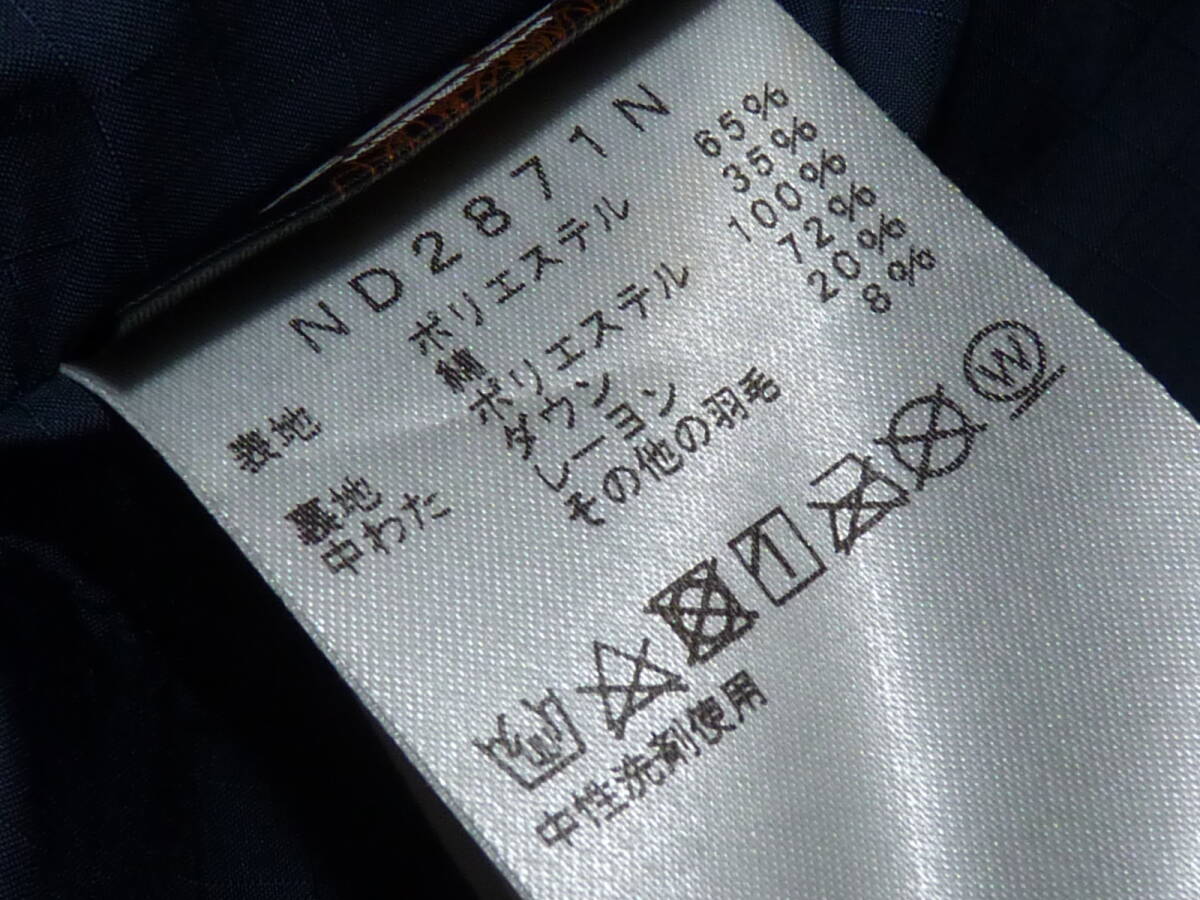 ND2871N
表地 ポリエステル 65%
綿 35%
裏地 ポリエステル 100%
中わた ダウン 72%
レーヨン 20%
その他の羽毛 8%
W
中性洗剤使用